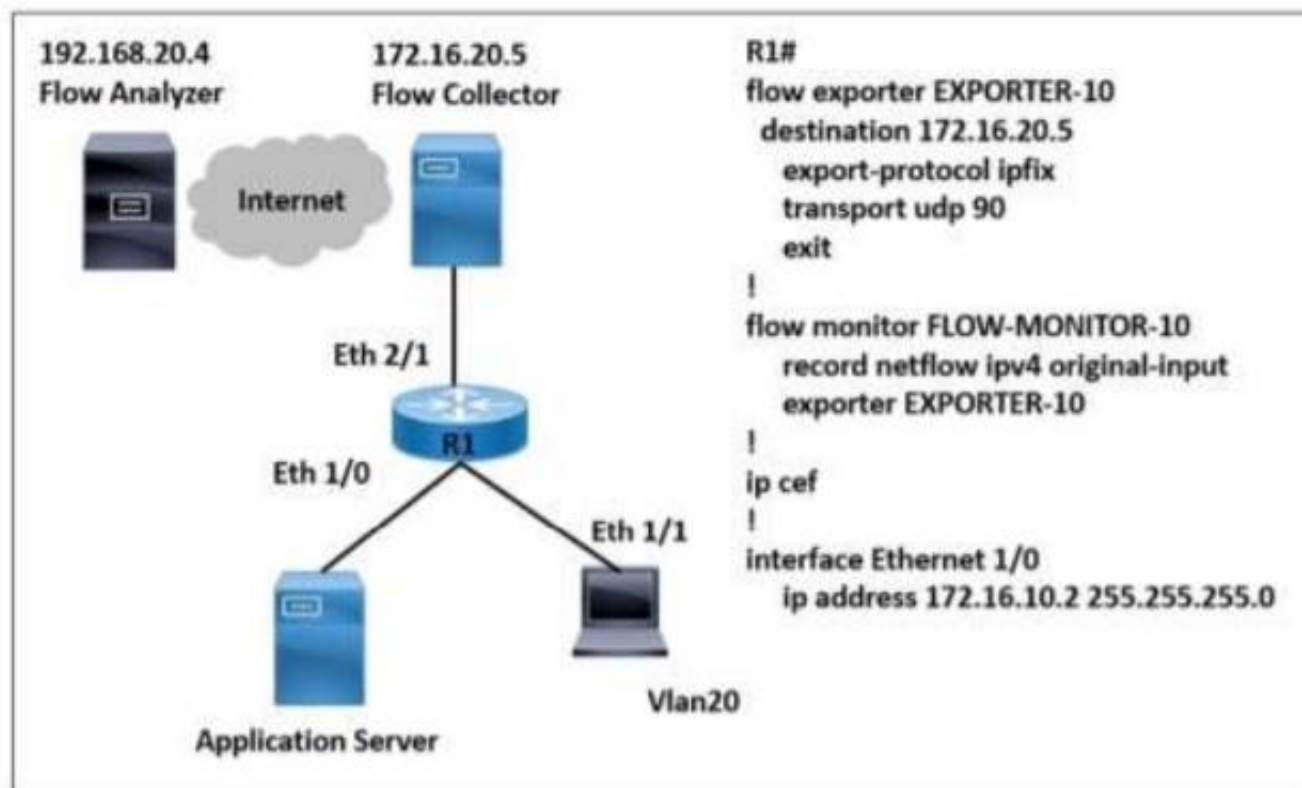 192.168.20.4
Flow Analyzer
172.16.20.5
Flow Collector
Internet
Eth 2/1
R1
Eth 1/0
Eth 1/1
Application Server
Vlan20
R1#
flow exporter EXPORTER-10
destination 172.16.20.5
export-protocol ipfix
transport udp 90
exit
!
flow monitor FLOW-MONITOR-10
record netflow ipv4 original-input
exporter EXPORTER-10
!
ip cef
!
interface Ethernet 1/0
ip address 172.16.10.2 255.255.255.0